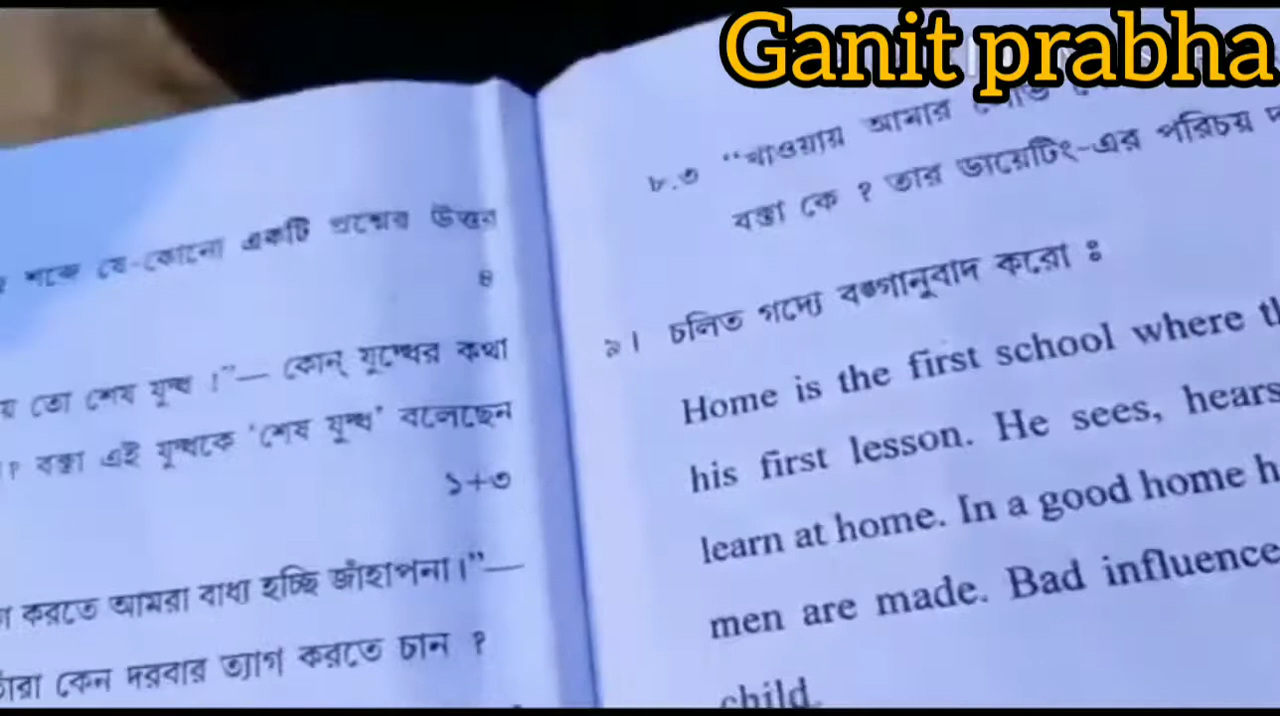 Ganit prabha
যে-কোনো একটি প্রশ্নের উত্তর
৪
তো শেষ যুদ্ধ !”— কোন্ যুদ্ধের কথা
? বক্তা এই যুদ্ধকে ‘শেষ যুদ্ধ’ বলেছেন
১+৩
করতে আমরা বাধ্য হচ্ছি জাঁহাপনা।”—
কেন দরবার ত্যাগ করতে চান ?
৮.৩ “খাওয়ায় আমার
বক্তা কে ? তার ডায়েটিং-এর পরিচয়
৯। চলিত গদ্যে বঙ্গানুবাদ করো :
Home is the first school where
his first lesson. He sees, hears
learn at home. In a good home
men are made. Bad influence
child.